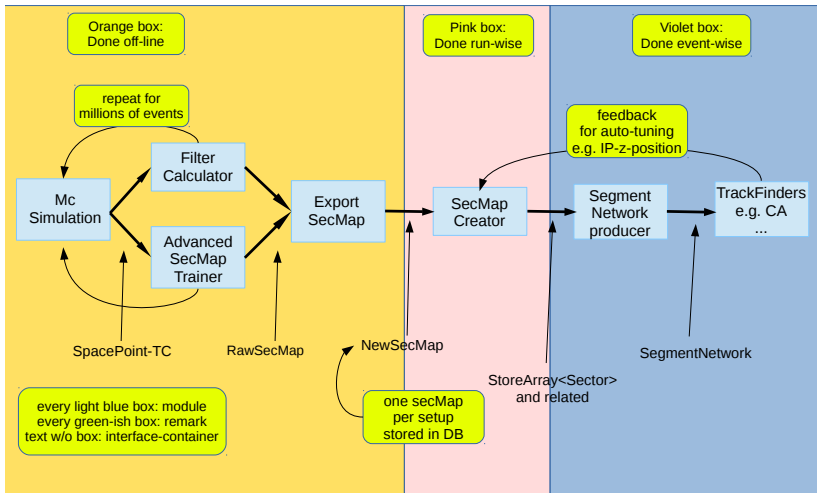 Orange box:
Done off-line
Pink box:
Done run-wise
Violet box:
Done event-wise
repeat for
millions of events
feedback
for auto-tuning
e.g. IP-z-position
Mc
Simulation
Filter
Calculator
Advanced
SecMap
Trainer
Export
SecMap
SecMap
Creator
Segment
Network
producer
TrackFinders
e.g. CA
...
SpacePoint-TC
RawSecMap
NewSecMap
StoreArray<Sector>
and related
SegmentNetwork
every light blue box: module
every green-ish box: remark
text w/o box: interface-container
one secMap
per setup
stored in DB